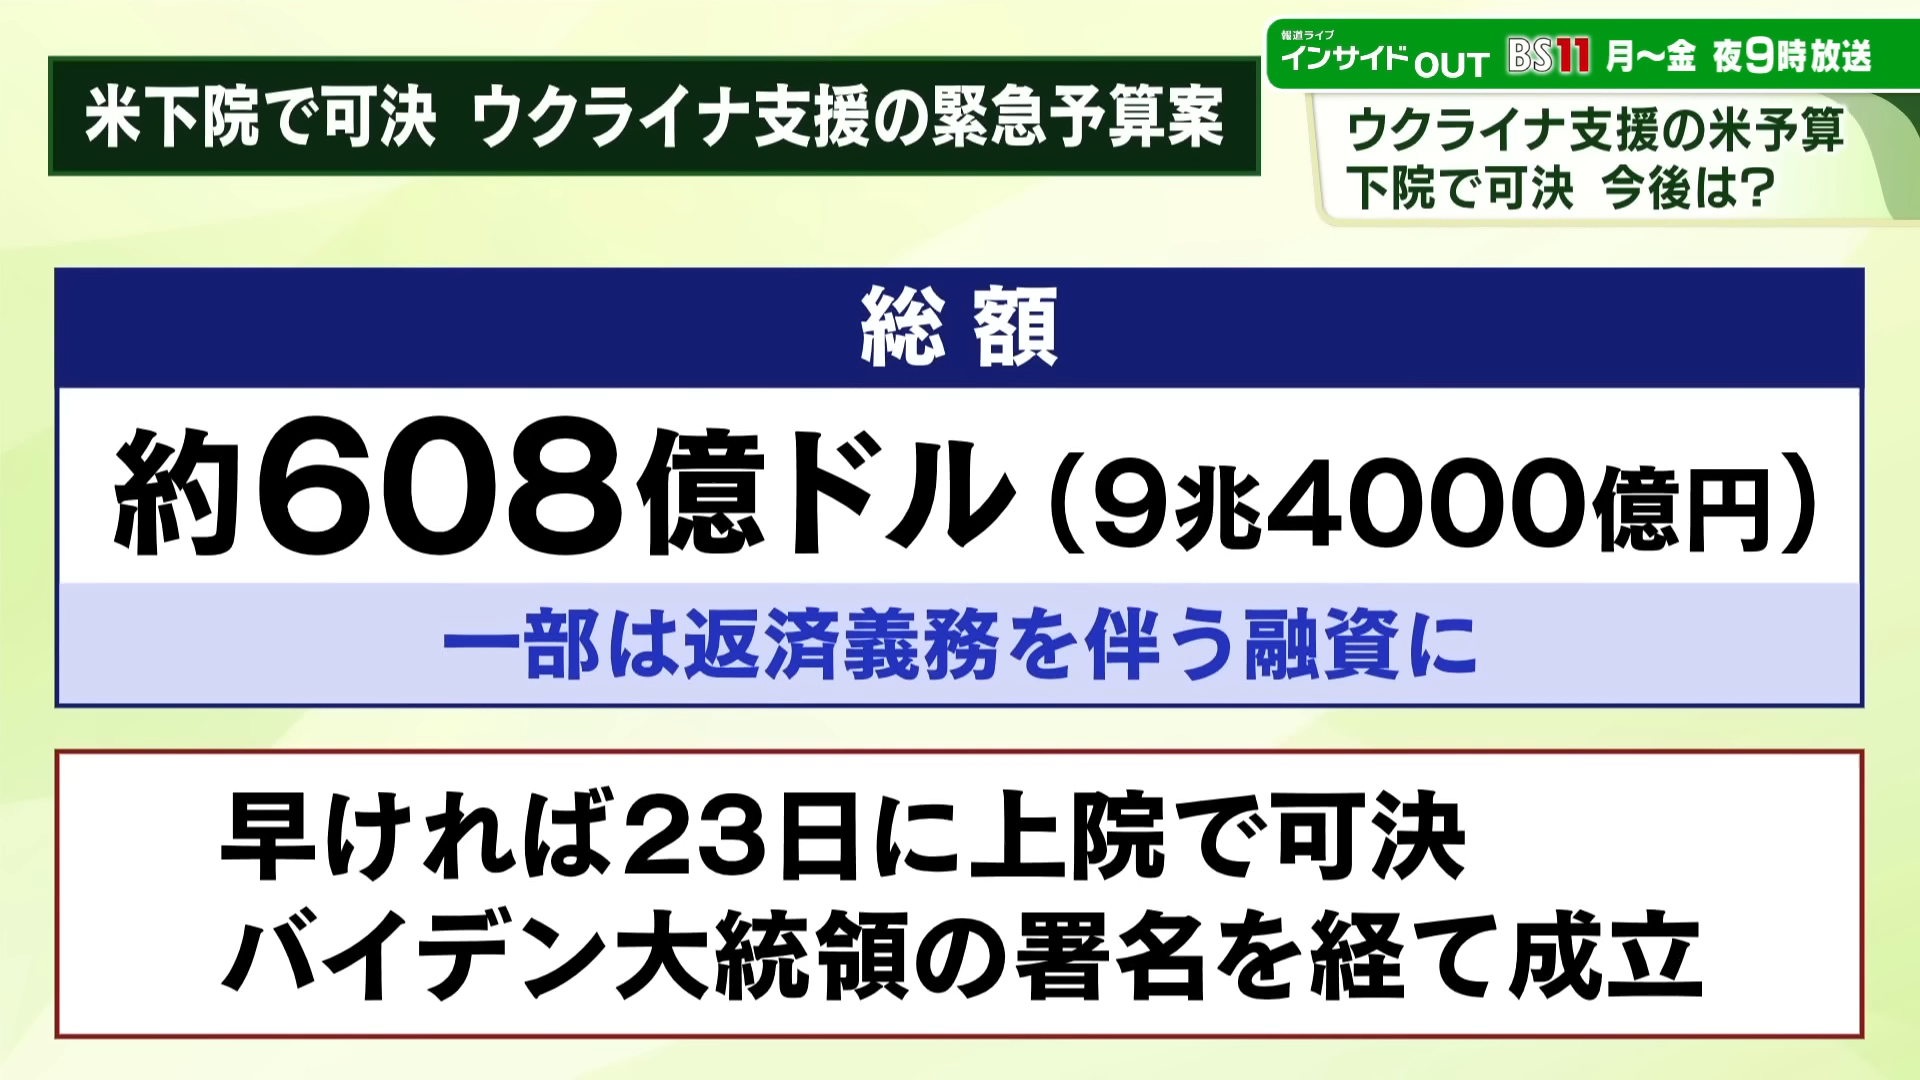 米下院で可決 ウクライナ支援の緊急予算案
報道ライブ
インサイドOUT BS11 月〜金 夜9時放送
ウクライナ支援の米予算
下院で可決 今後は?
総額
約608億ドル(9兆4000億円)
一部は返済義務を伴う融資に
早ければ23日に上院で可決
バイデン大統領の署名を経て成立